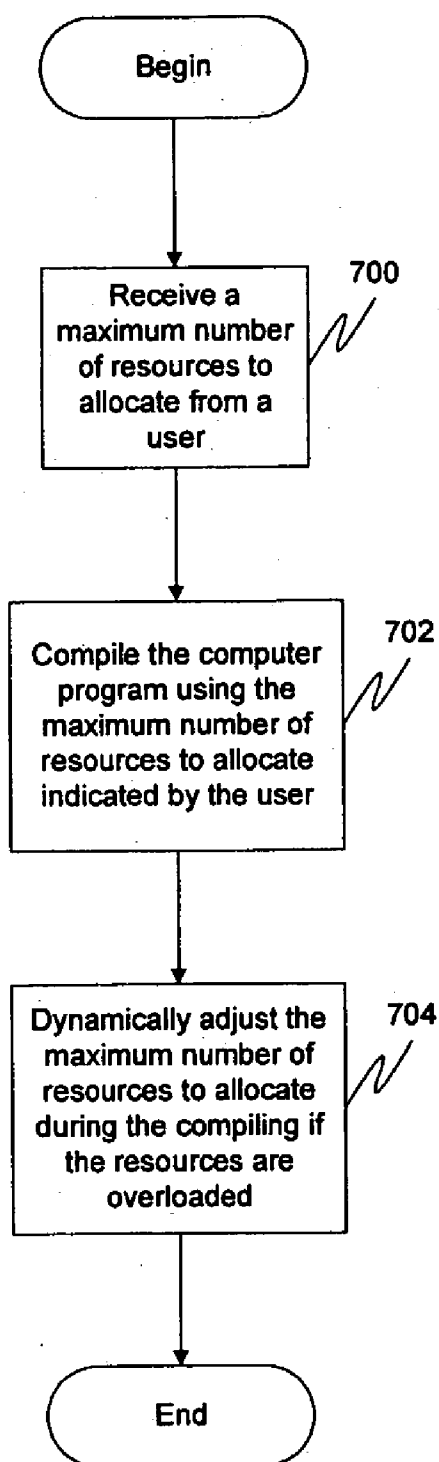 Begin
700
Receive a
maximum number
of resources to
allocate from a
user
702
Compile the computer
program using the
maximum number of
resources to allocate
indicated by the user
704
Dynamically adjust the
maximum number of
resources to allocate
during the compiling if
the resources are
overloaded
End